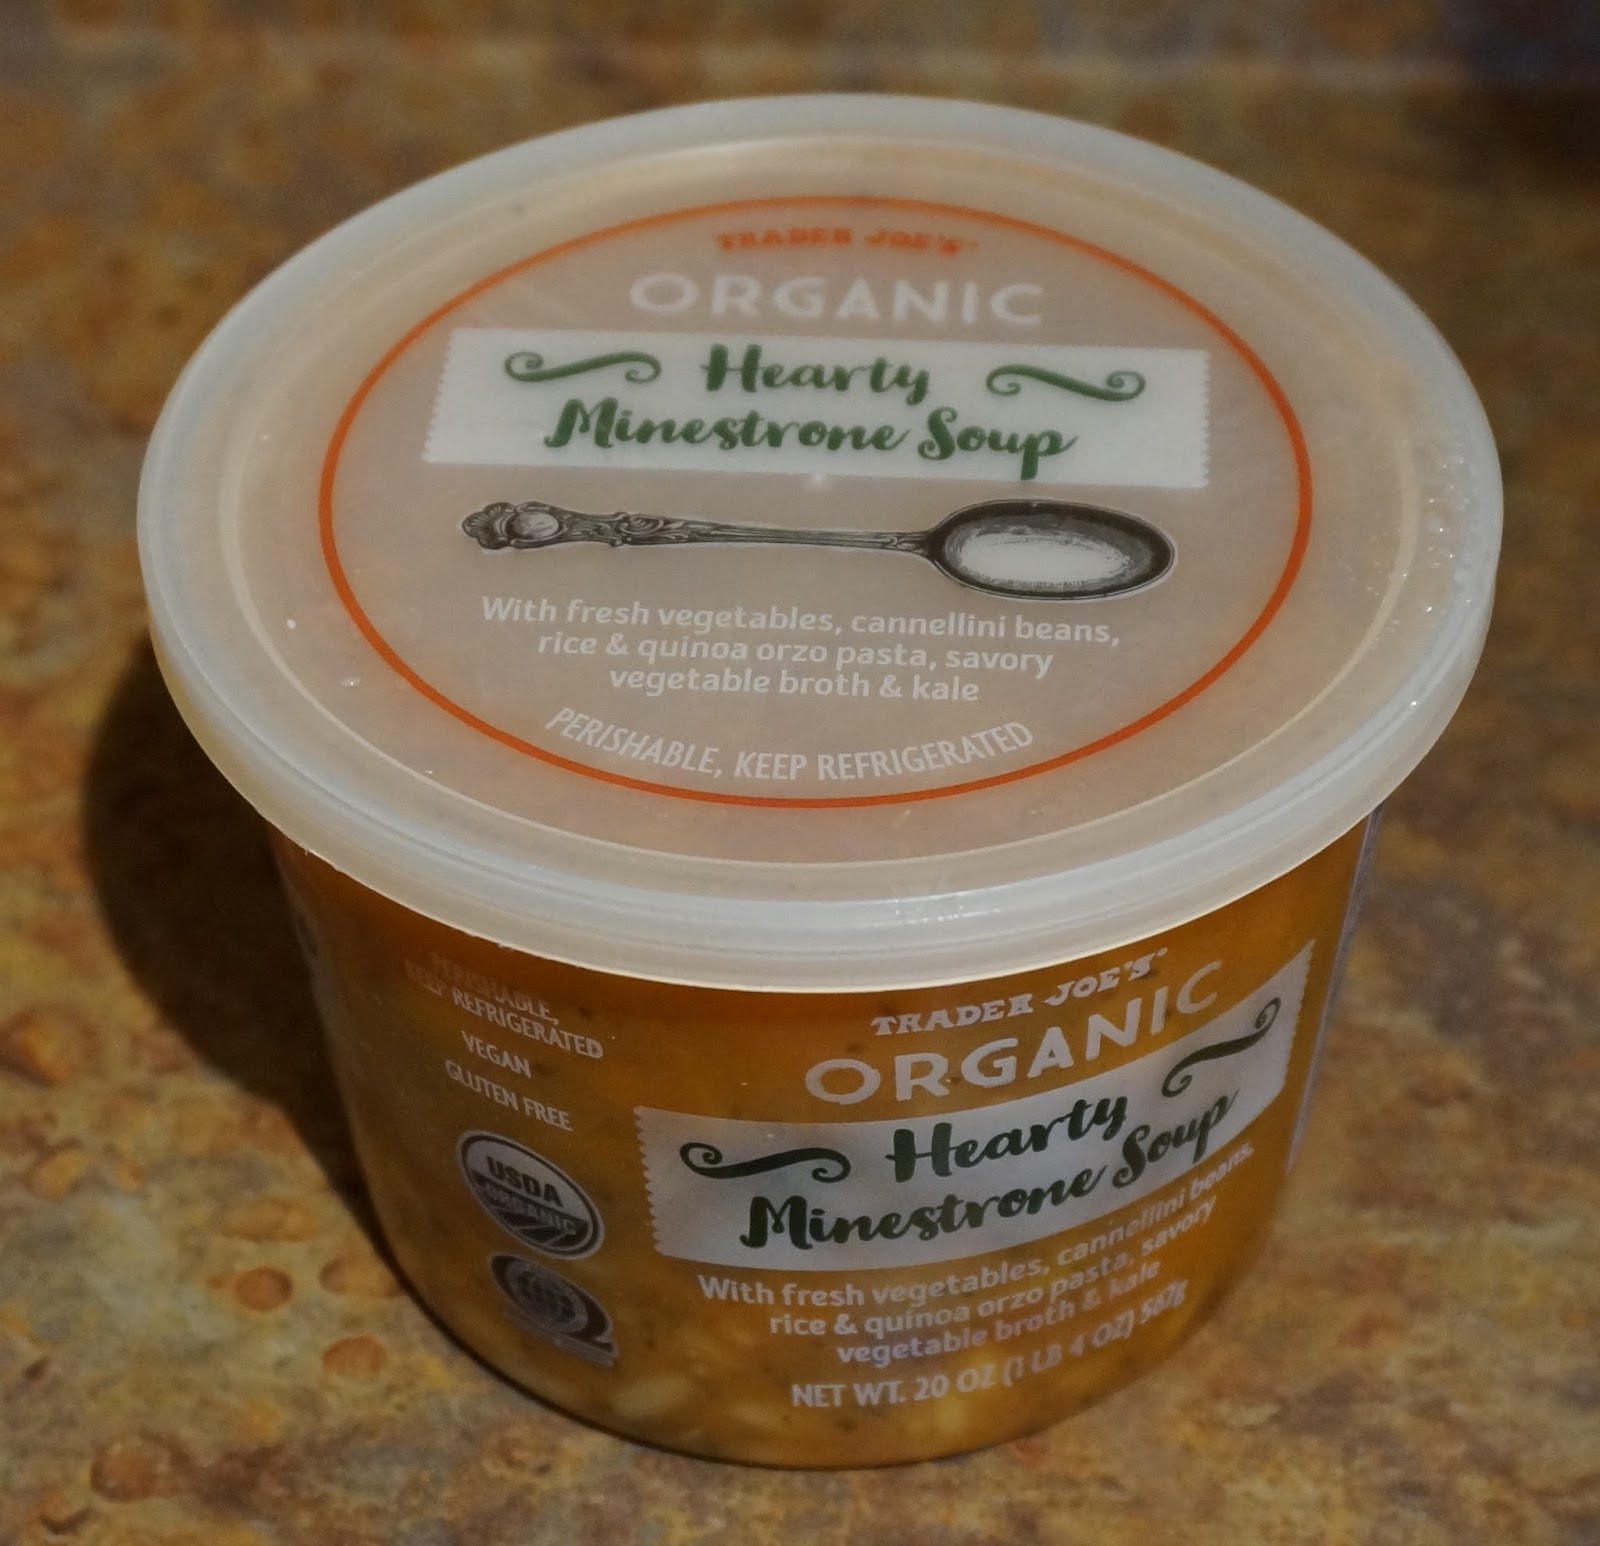 TRADER JOE'S
ORGANIC
Hearty
Minestrone Soup
With fresh vegetables, cannellini beans,
rice & quinoa orzo pasta, savory
vegetable broth & kale
PERISHABLE, KEEP REFRIGERATED
PERISHABLE,
KEEP REFRIGERATED
VEGAN
GLUTEN FREE
USDA
ORGANIC
TRADER JOE'S
ORGANIC
Hearty
Minestrone Soup
With fresh vegetables, cannellini beans,
rice & quinoa orzo pasta, savory
vegetable broth & kale
NET WT. 20 OZ (1 LB 4 OZ) 567g